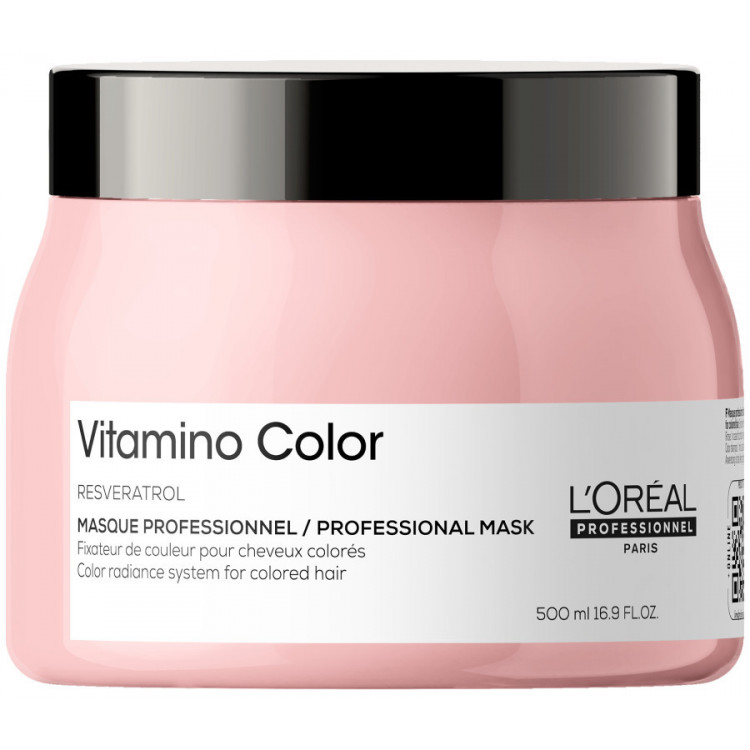 Vitamino Color
RESVERATROL
MASQUE PROFESSIONNEL / PROFESSIONAL MASK
Fixateur de couleur pour cheveux colorés
Color radiance system for colored hair
L'ORÉAL
PROFESSIONNEL
PARIS
500 ml 16.9 FL.OZ.
+ONLINE